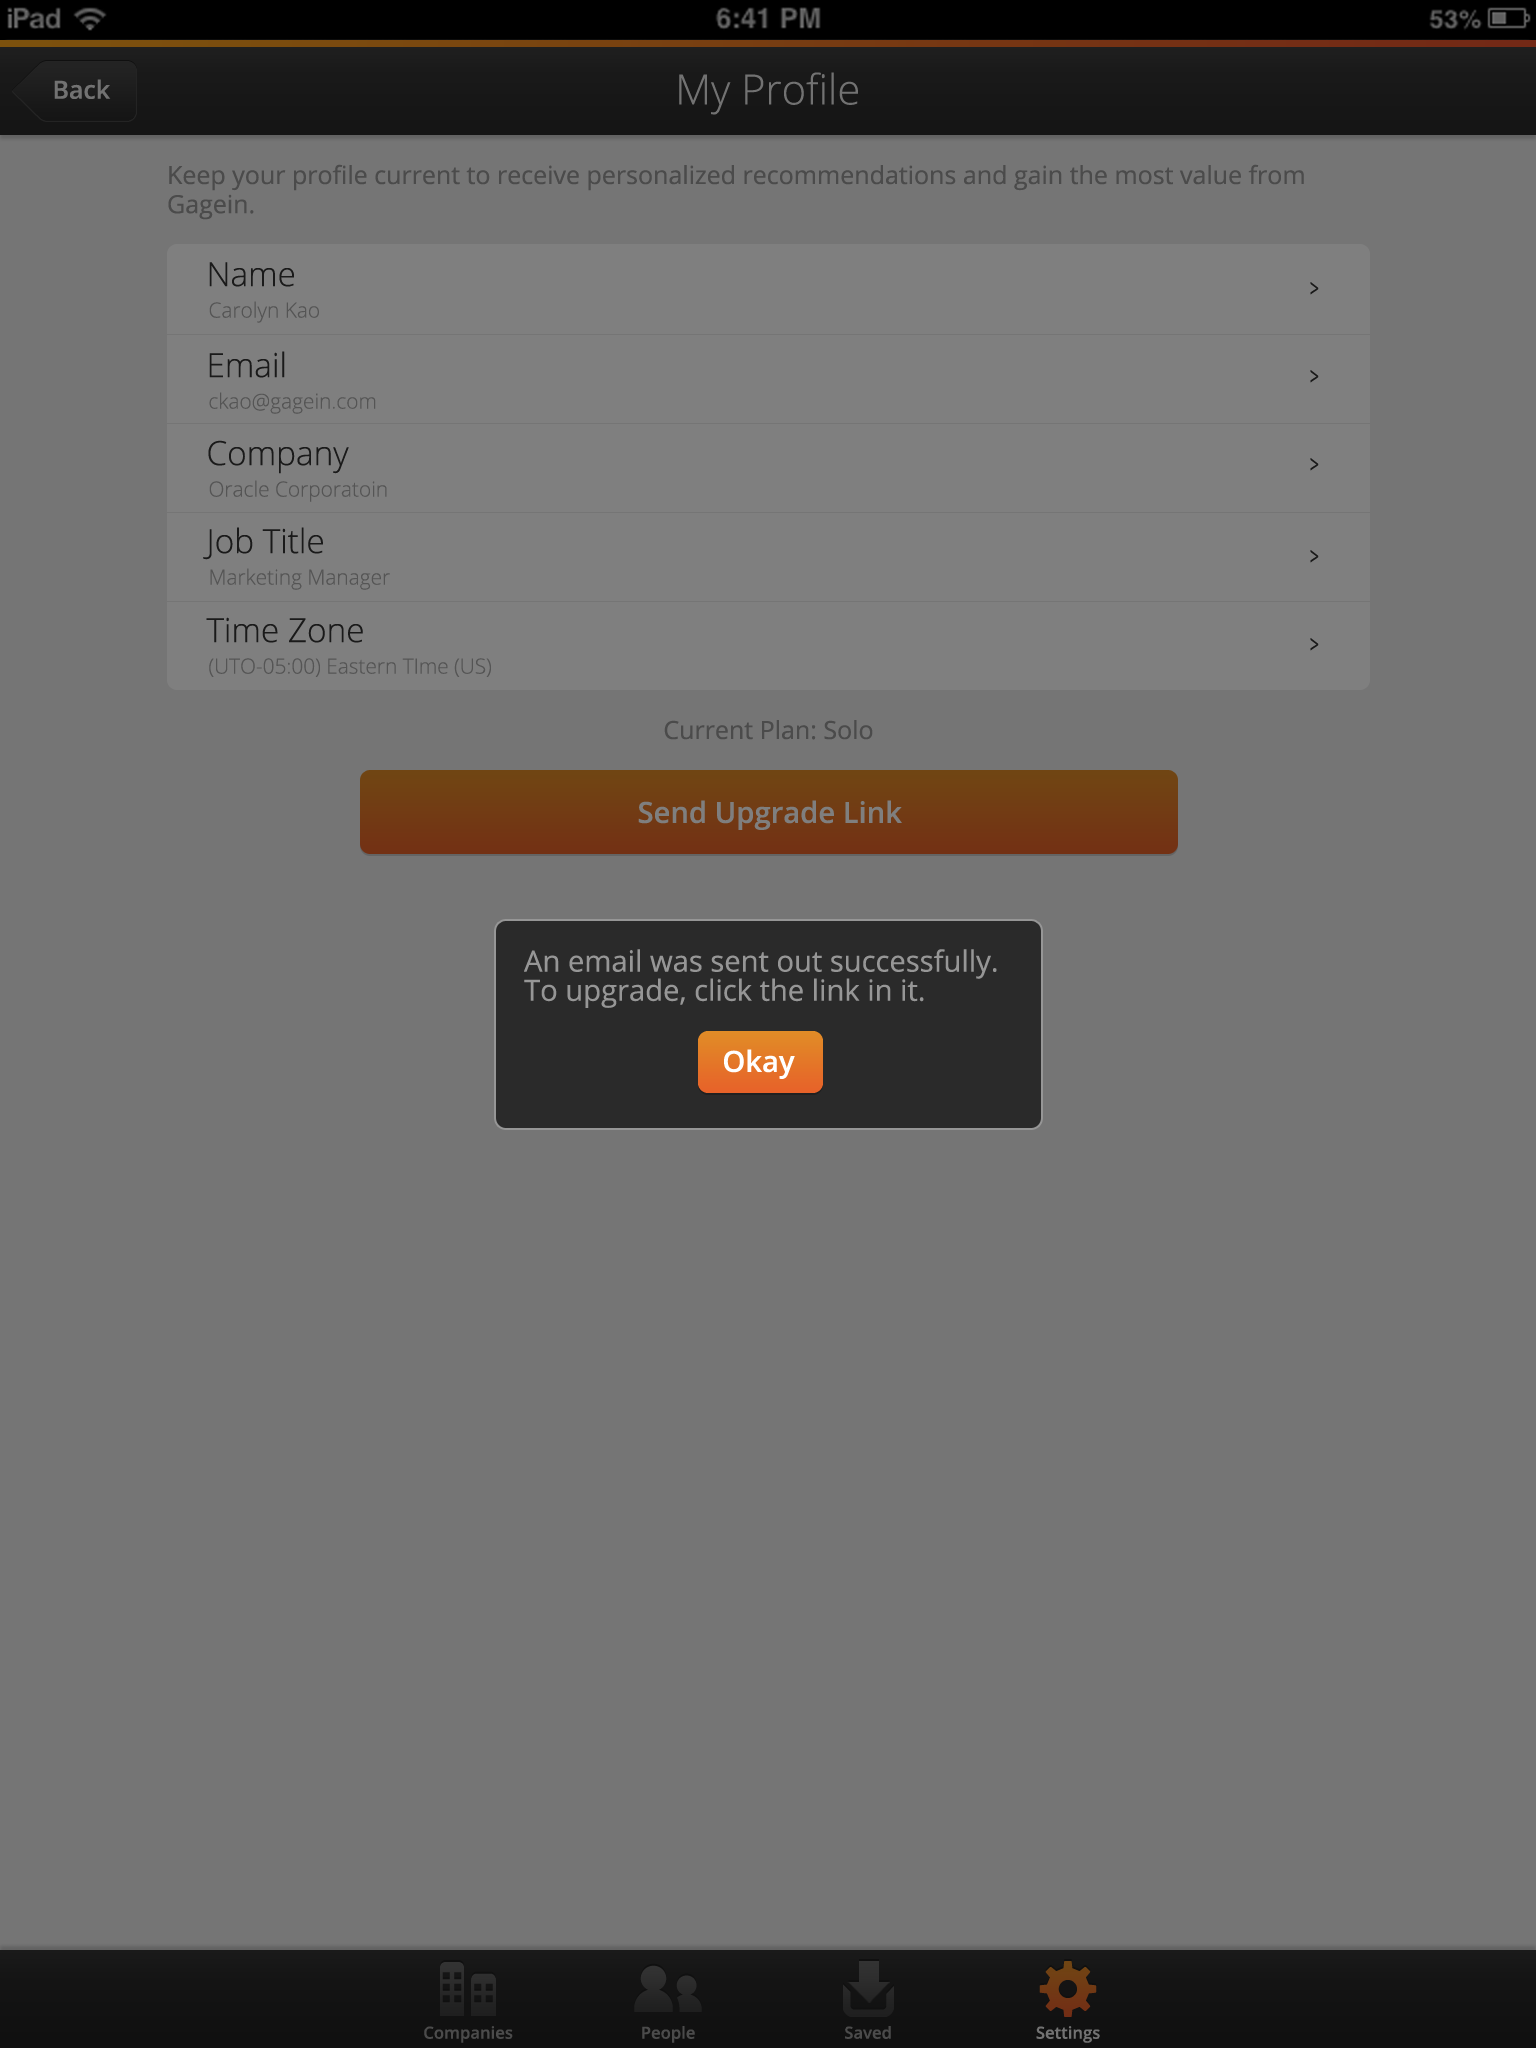 iPad
6:41 PM
53%
Back
My Profile
Keep your profile current to receive personalized recommendations and gain the most value from
Gagein.
Name
Carolyn Kao
>
Email
ckao@gagein.com
>
Company
Oracle Corporatoin
>
Job Title
Marketing Manager
>
Time Zone
(UTO-05:00) Eastern TIme (US)
>
Current Plan: Solo
Send Upgrade Link
An email was sent out successfully.
To upgrade, click the link in it.
Okay
Companies
People
Saved
Settings